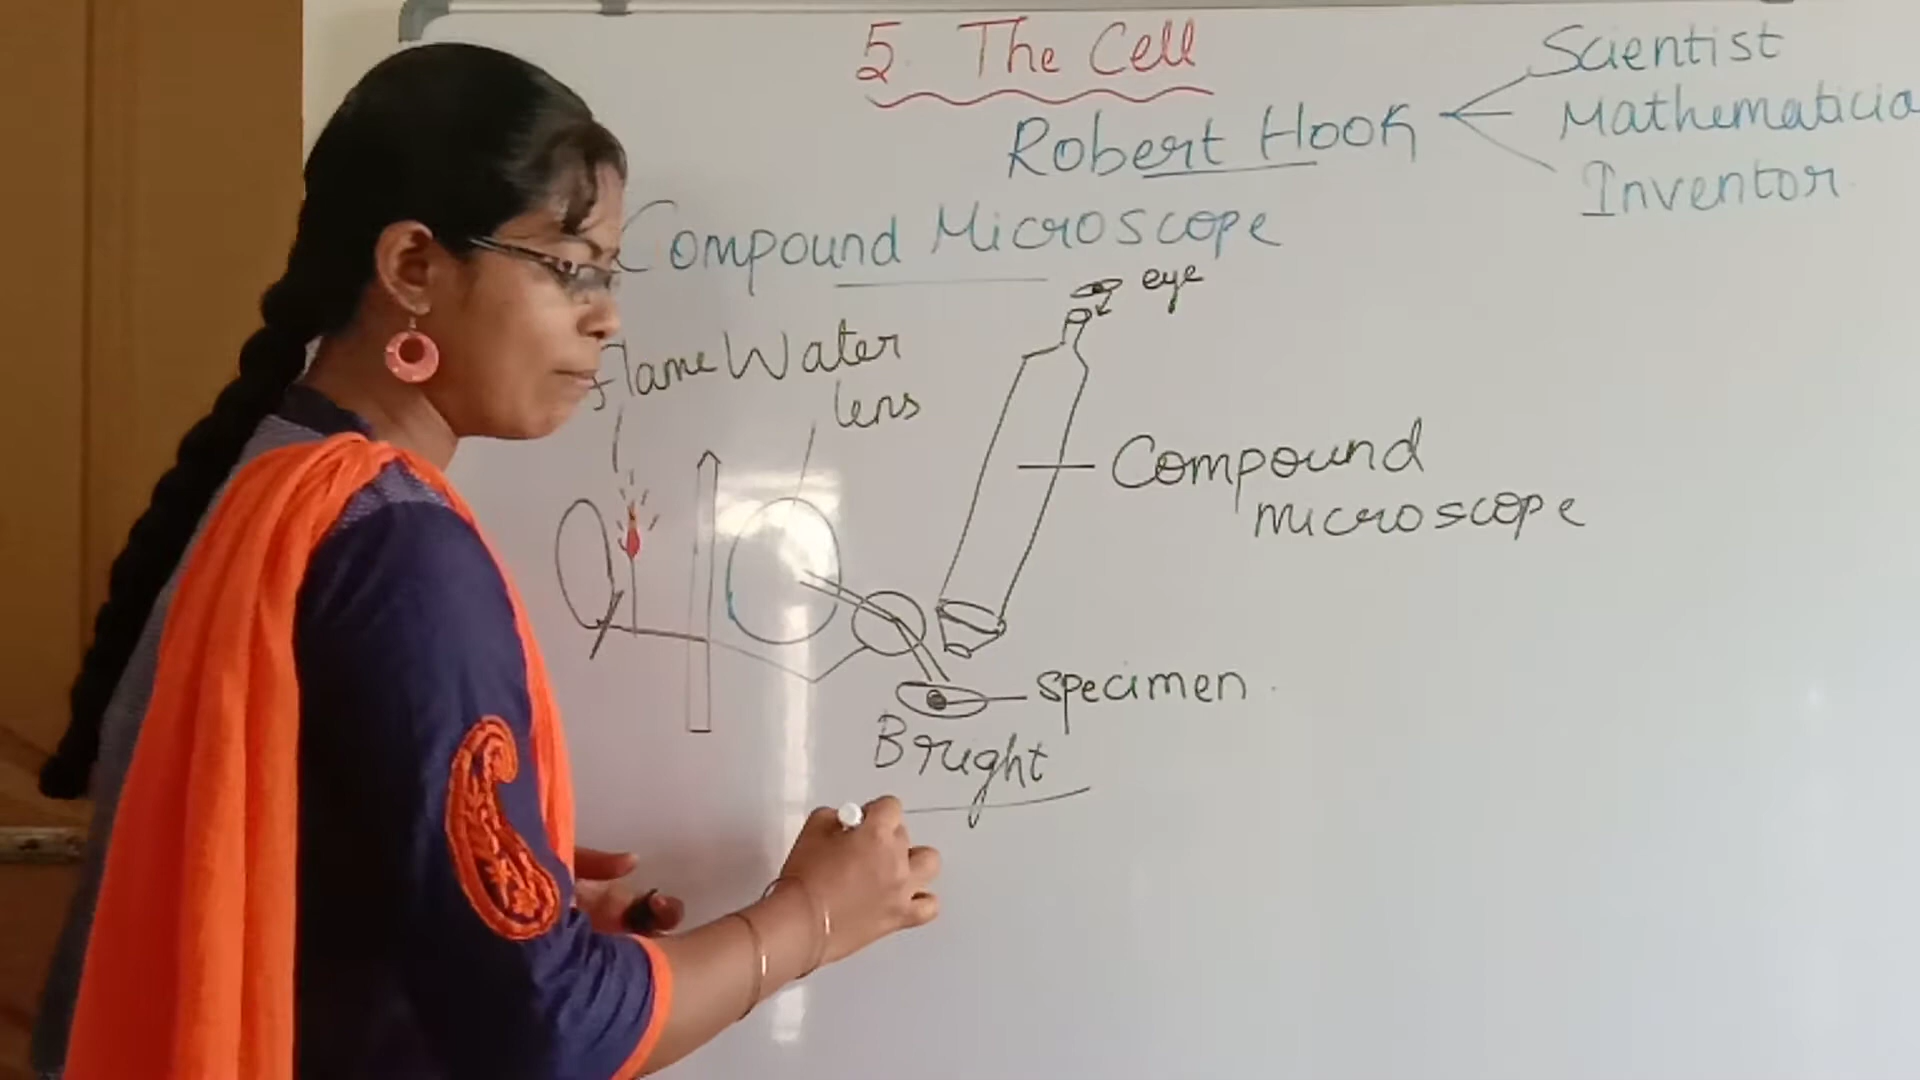 5. The Cell
Robert Hook
Scientist
Mathematicia
Inventor
Compound Microscope
eye
Flame
Water
lens
Compound
microscope
specimen
Bright